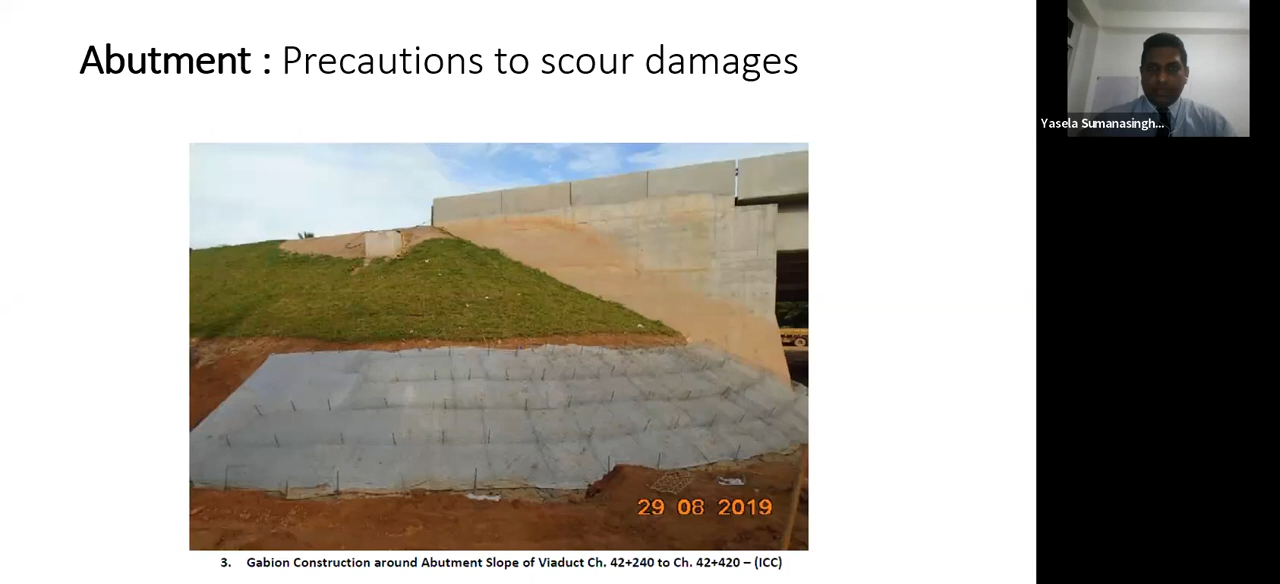 Abutment : Precautions to scour damages
Yasela Sumanasingh...
29 08 2019
3. Gabion Construction around Abutment Slope of Viaduct Ch. 42+240 to Ch. 42+420 – (ICC)